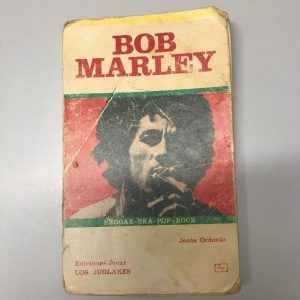 BOB
MARLEY
REGGAE-SKA-POP-ROCK
Jesús Ordovás
Ediciones Júcar
LOS JUGLARES